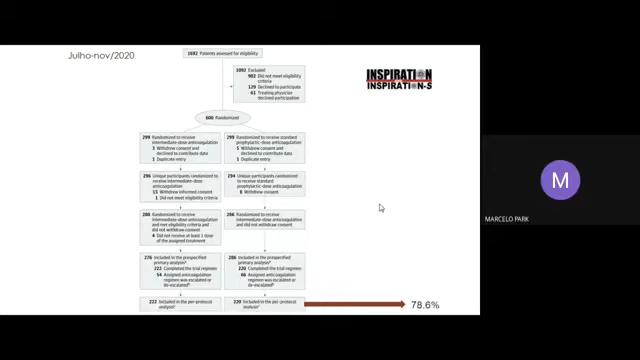 Julho-nov/2020
1692 Patients assessed for eligibility
INSPIRATION
INSPIRATION-S
1092 Excluded
902 Did not meet eligibility
criteria
129 Declined to participate
61 Treating physician
declined participation
600 Randomized
299 Randomized to receive
intermediate-dose anticoagulation
3 Withdrew consent and
declined to contribute data
1 Duplicate entry
299 Randomized to receive standard
prophylactic-dose anticoagulation
5 Withdrew consent and
declined to contribute data
1 Duplicate entry
296 Unique participants randomized
to receive intermediate-dose
anticoagulation
15 Withdrew informed consent
1 Did not meet eligibility criteria
294 Unique participants randomized
to receive standard
prophylactic-dose anticoagulation
8 Withdrew consent
280 Randomized to receive
intermediate-dose anticoagulation
and met eligibility criteria and
did not withdraw consent
4 Did not receive at least 1 dose
of the assigned treatment
286 Randomized to receive
intermediate-dose anticoagulation
and did not withdraw consent
276 Included in the prespecified
primary analysis
222 Completed the trial regimen
54 Assigned anticoagulation
regimen was escalated or
de-escalated
286 Included in the prespecified
primary analysis
220 Completed the trial regimen
66 Assigned anticoagulation
regimen was escalated or
de-escalated
222 Included in the per-protocol
analysis
220 Included in the per-protocol
analysis
78.6%
M
MARCELO PARK